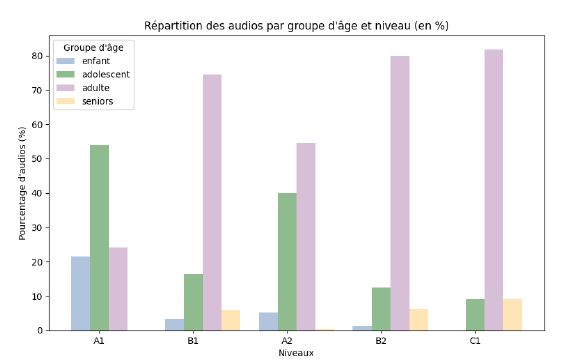 Répartition des audios par groupe d'âge et niveau (en %)
Groupe d'âge
enfant
adolescent
adulte
seniors
Pourcentage d'audios (%)
80
70
60
50
40
30
20
10
0
A1 B1 A2 B2 C1
Niveaux